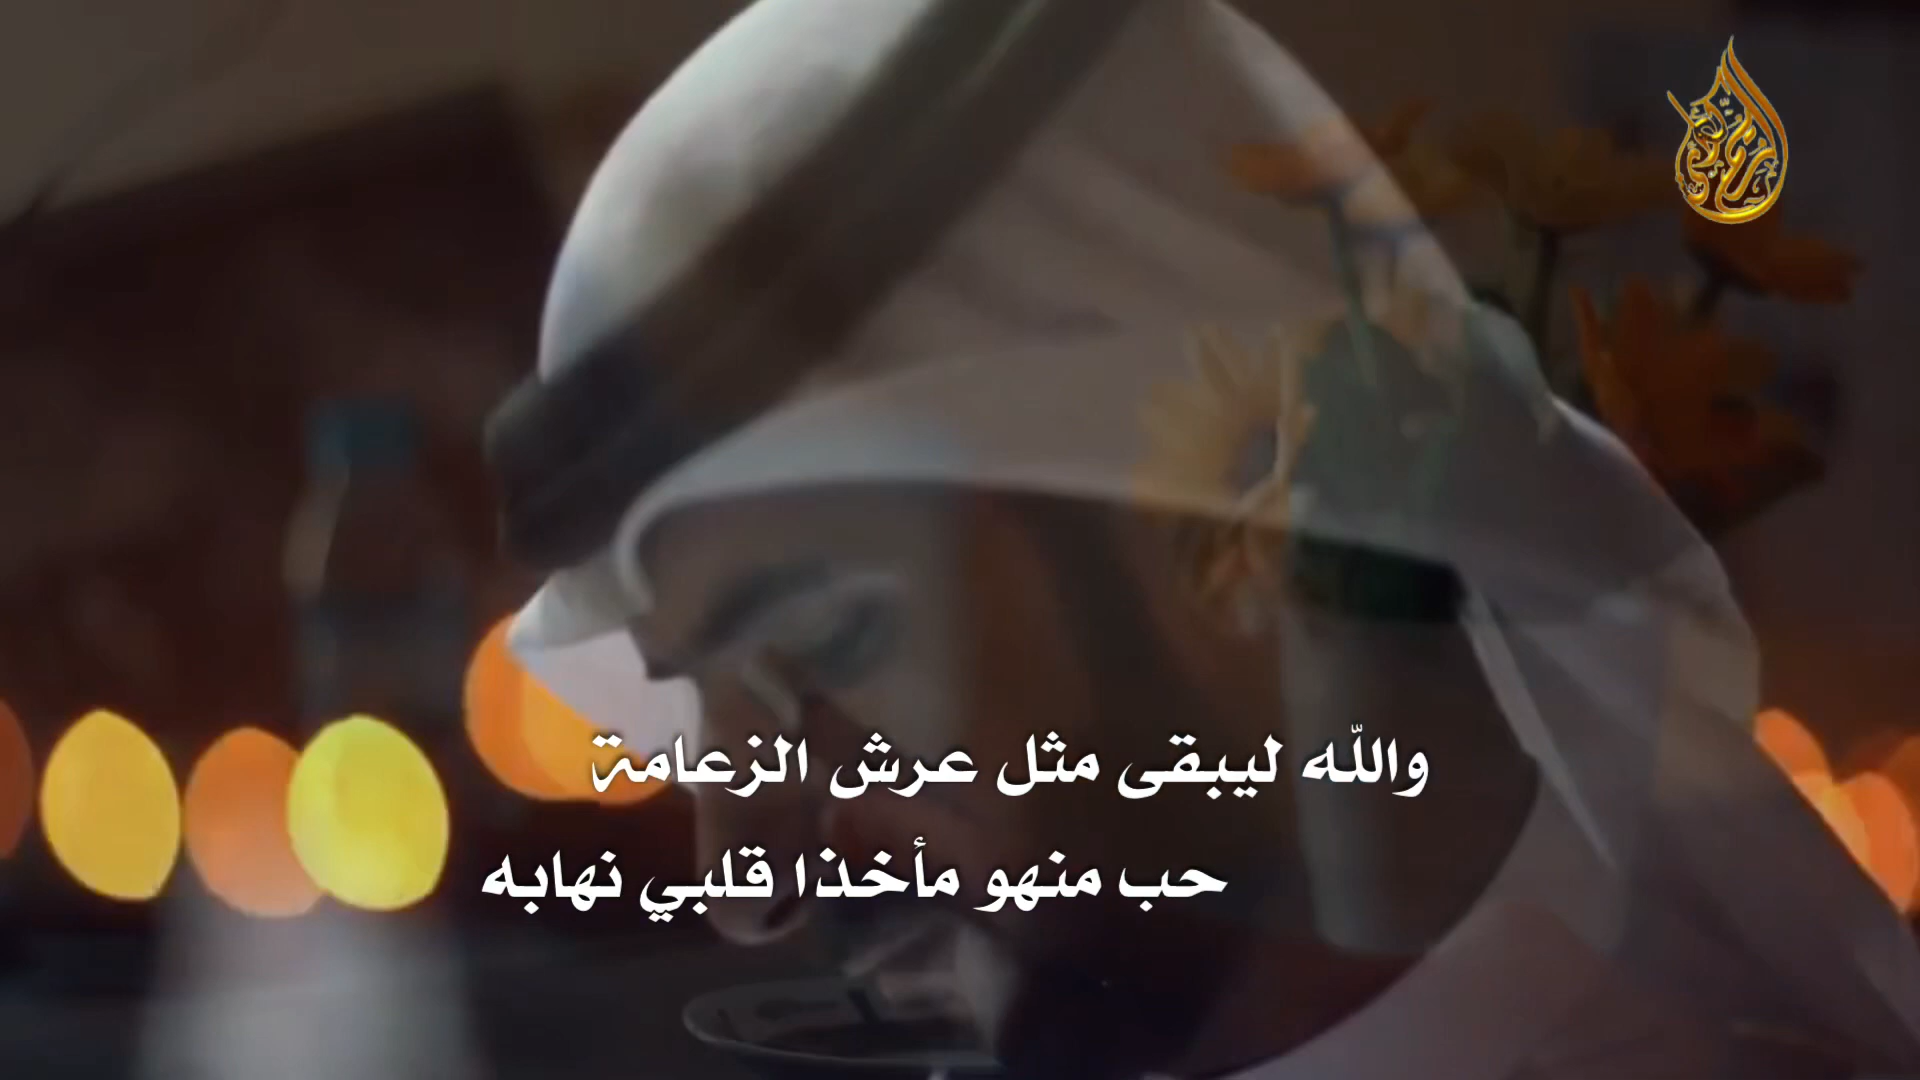 والله ليبقى مثل عرش الزعامة
حب منهو مأخذا قلبي نهابه